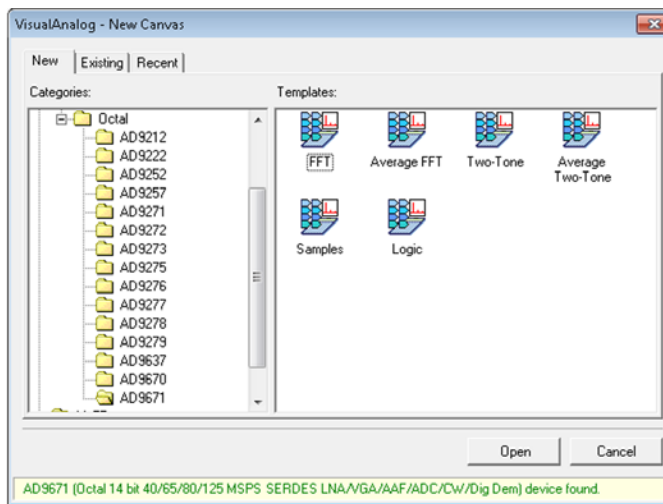 VisualAnalog - New Canvas
New
Existing
Recent
Categories:
Octal
AD9212
AD9222
AD9252
AD9257
AD9271
AD9272
AD9273
AD9275
AD9276
AD9277
AD9278
AD9279
AD9637
AD9670
AD9671
Templates:
FFT
Average FFT
Two-Tone
Average
Two-Tone
Samples
Logic
Open
Cancel
AD9671 (Octal 14 bit 40/65/80/125 MSPS SERDES LNA/VGA/AAF/ADC/CW/Dig Dem) device found.